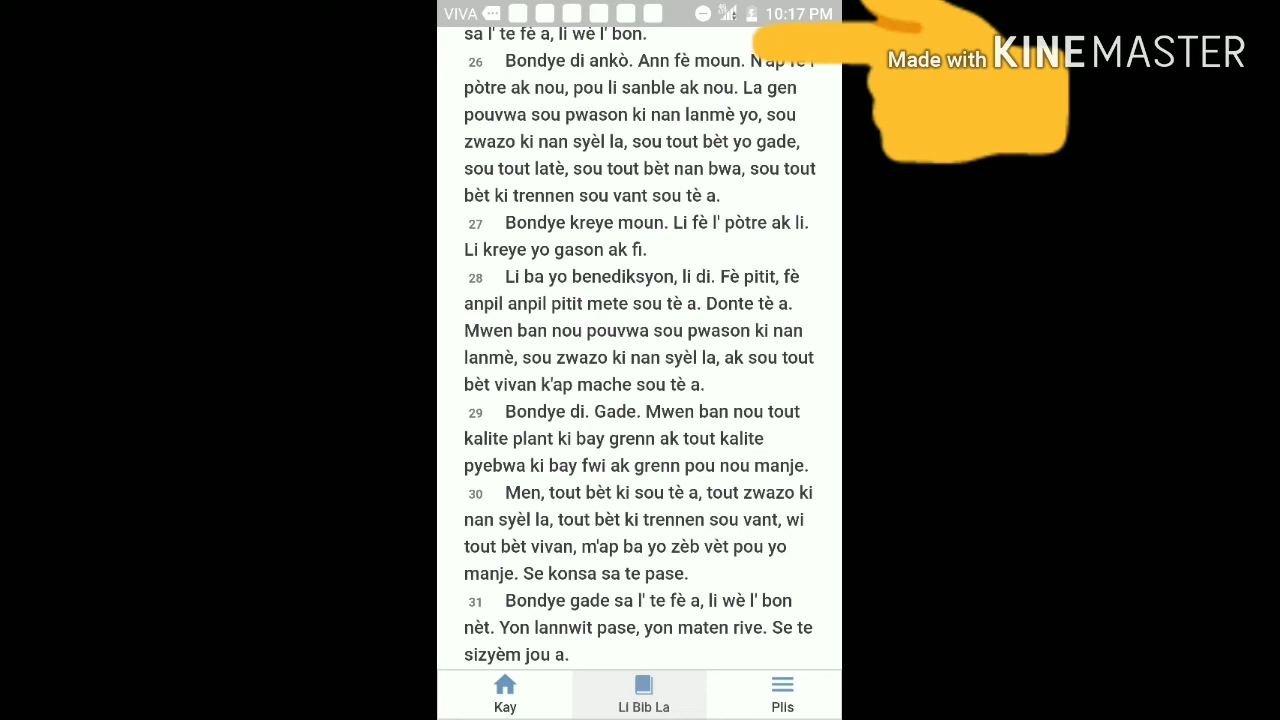 VIVA 10:17 PM
Made with KINEMASTER
sa l' te fè a, li wè l' bon.
26 Bondye di ankò. Ann fè moun. N'ap fè l'
pòtre ak nou, pou li sanble ak nou. La gen
pouvwa sou pwason ki nan lanmè yo, sou
zwazo ki nan syèl la, sou tout bèt yo gade,
sou tout latè, sou tout bèt nan bwa, sou tout
bèt ki trennen sou vant sou tè a.
27 Bondye kreye moun. Li fè l' pòtre ak li.
Li kreye yo gason ak fi.
28 Li ba yo benediksyon, li di. Fè pitit, fè
anpil anpil pitit mete sou tè a. Donte tè a.
Mwen ban nou pouvwa sou pwason ki nan
lanmè, sou zwazo ki nan syèl la, ak sou tout
bèt vivan k'ap mache sou tè a.
29 Bondye di. Gade. Mwen ban nou tout
kalite plant ki bay grenn ak tout kalite
pyebwa ki bay fwi ak grenn pou nou manje.
30 Men, tout bèt ki sou tè a, tout zwazo ki
nan syèl la, tout bèt ki trennen sou vant, wi
tout bèt vivan, m'ap ba yo zèb vèt pou yo
manje. Se konsa sa te pase.
31 Bondye gade sa l' te fè a, li wè l' bon
nèt. Yon lannwit pase, yon maten rive. Se te
sizyèm jou a.
Kay
Li Bib La
Plis